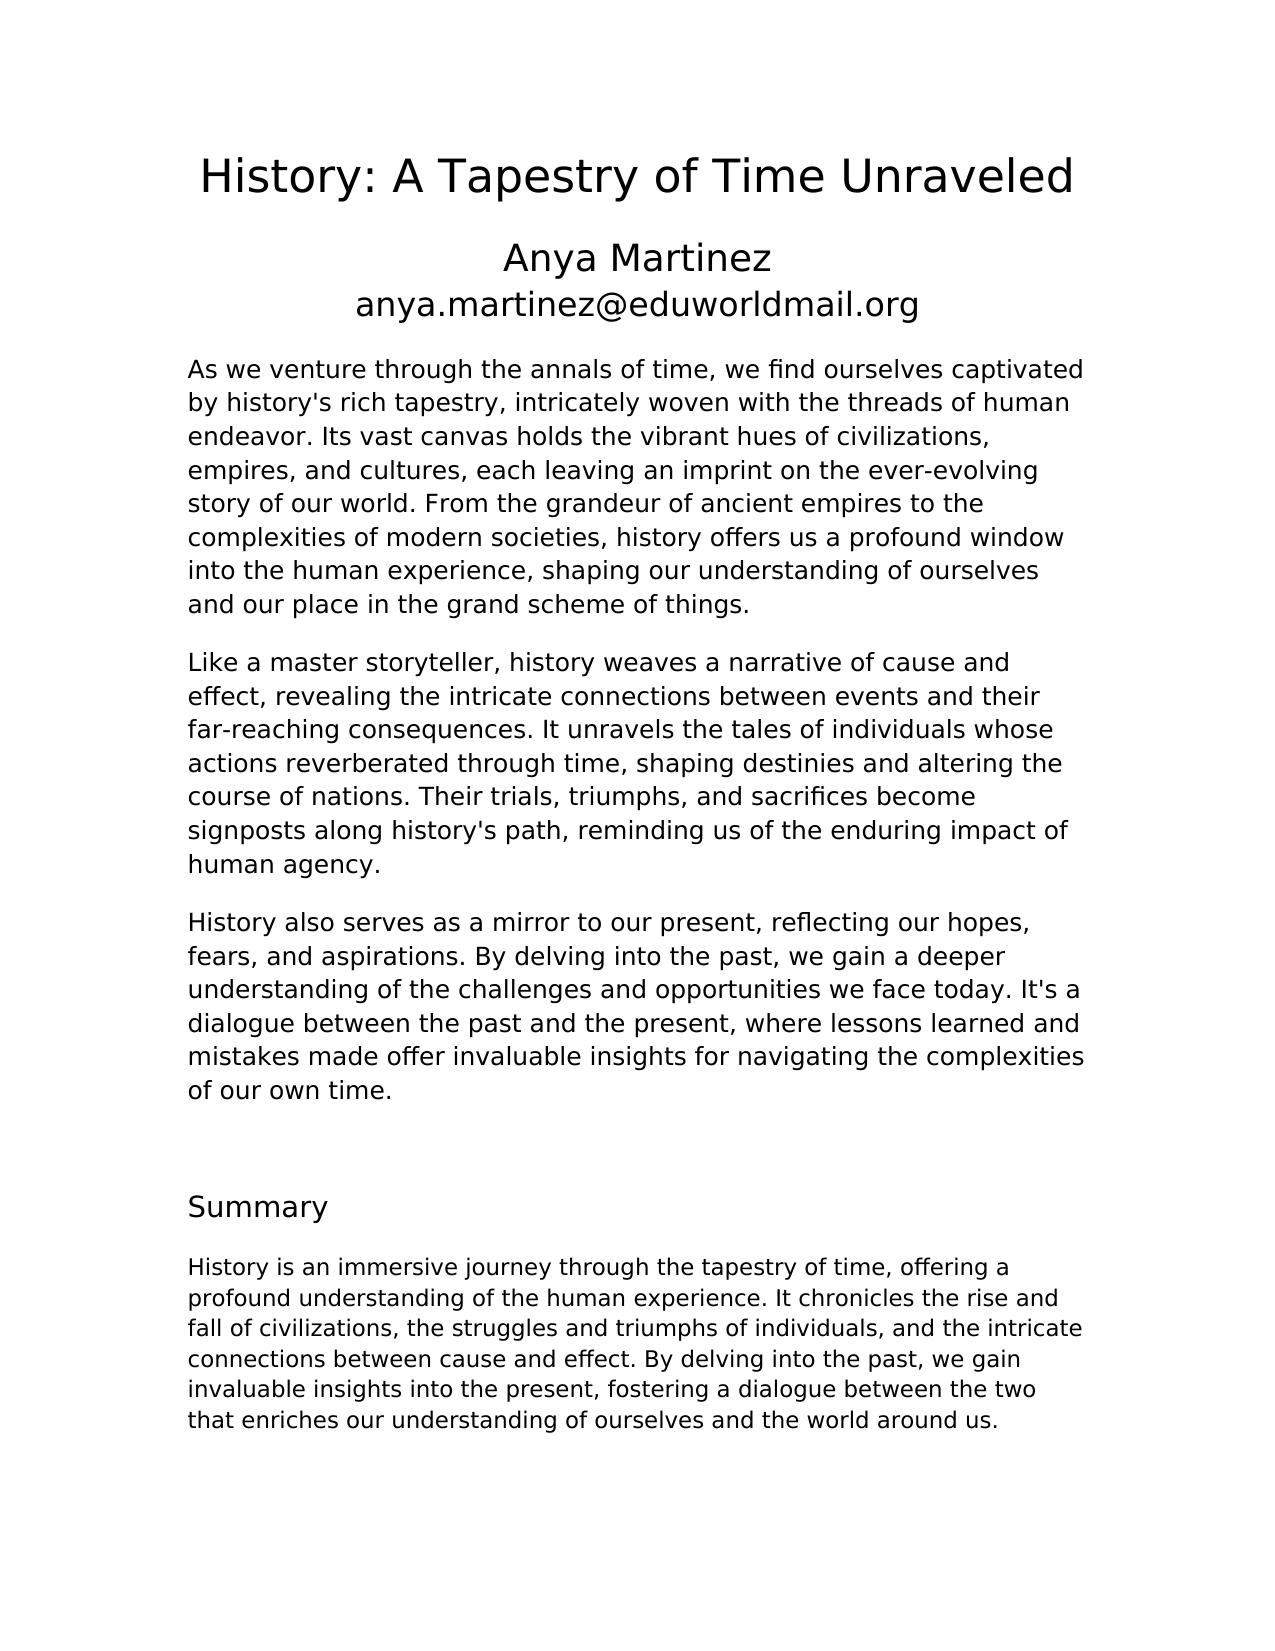 History: A Tapestry of Time Unraveled
Anya Martinez
anya.martinez@eduworldmail.org
As we venture through the annals of time, we find ourselves captivated
by history's rich tapestry, intricately woven with the threads of human
endeavor. Its vast canvas holds the vibrant hues of civilizations,
empires, and cultures, each leaving an imprint on the ever-evolving
story of our world. From the grandeur of ancient empires to the
complexities of modern societies, history offers us a profound window
into the human experience, shaping our understanding of ourselves
and our place in the grand scheme of things.
Like a master storyteller, history weaves a narrative of cause and
effect, revealing the intricate connections between events and their
far-reaching consequences. It unravels the tales of individuals whose
actions reverberated through time, shaping destinies and altering the
course of nations. Their trials, triumphs, and sacrifices become
signposts along history's path, reminding us of the enduring impact of
human agency.
History also serves as a mirror to our present, reflecting our hopes,
fears, and aspirations. By delving into the past, we gain a deeper
understanding of the challenges and opportunities we face today. It's a
dialogue between the past and the present, where lessons learned and
mistakes made offer invaluable insights for navigating the complexities
of our own time.
Summary
History is an immersive journey through the tapestry of time, offering a
profound understanding of the human experience. It chronicles the rise and
fall of civilizations, the struggles and triumphs of individuals, and the intricate
connections between cause and effect. By delving into the past, we gain
invaluable insights into the present, fostering a dialogue between the two
that enriches our understanding of ourselves and the world around us.